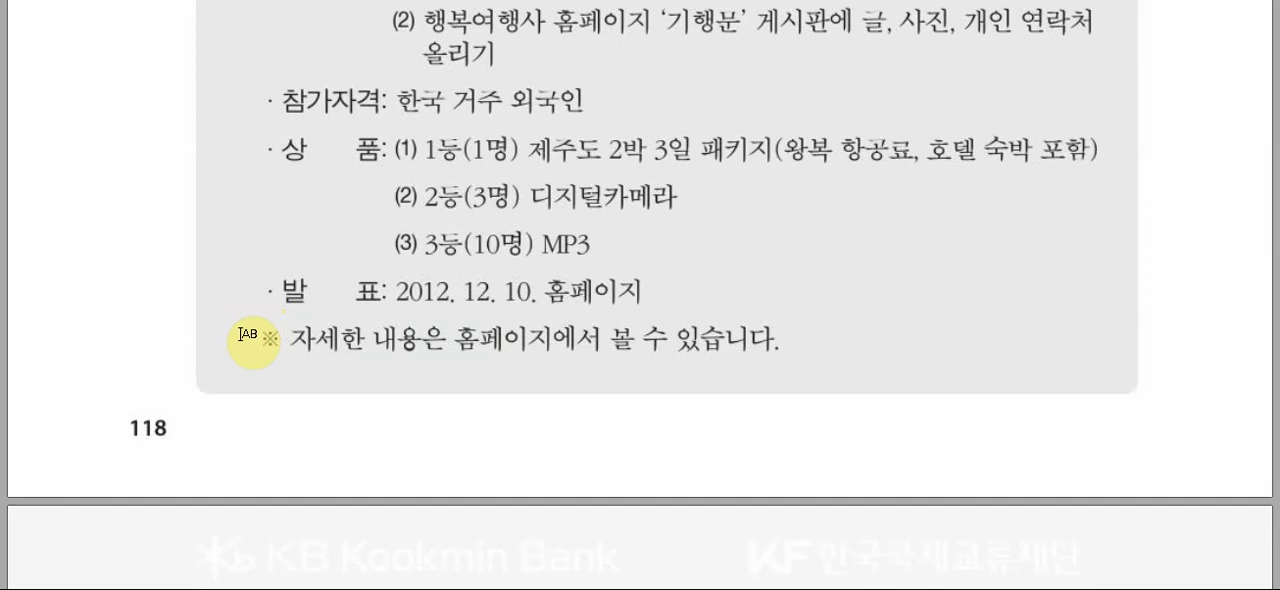 (2) 행복여행사 홈페이지 ‘기행문’ 게시판에 글, 사진, 개인 연락처
올리기
· 참가자격: 한국 거주 외국인
· 상 품: (1) 1등(1명) 제주도 2박 3일 패키지(왕복 항공료, 호텔 숙박 포함)
(2) 2등(3명) 디지털카메라
(3) 3등(10명) MP3
· 발 표: 2012. 12. 10. 홈페이지
※ 자세한 내용은 홈페이지에서 볼 수 있습니다.
118
KB Kookmin Bank KF 한국국제교류재단